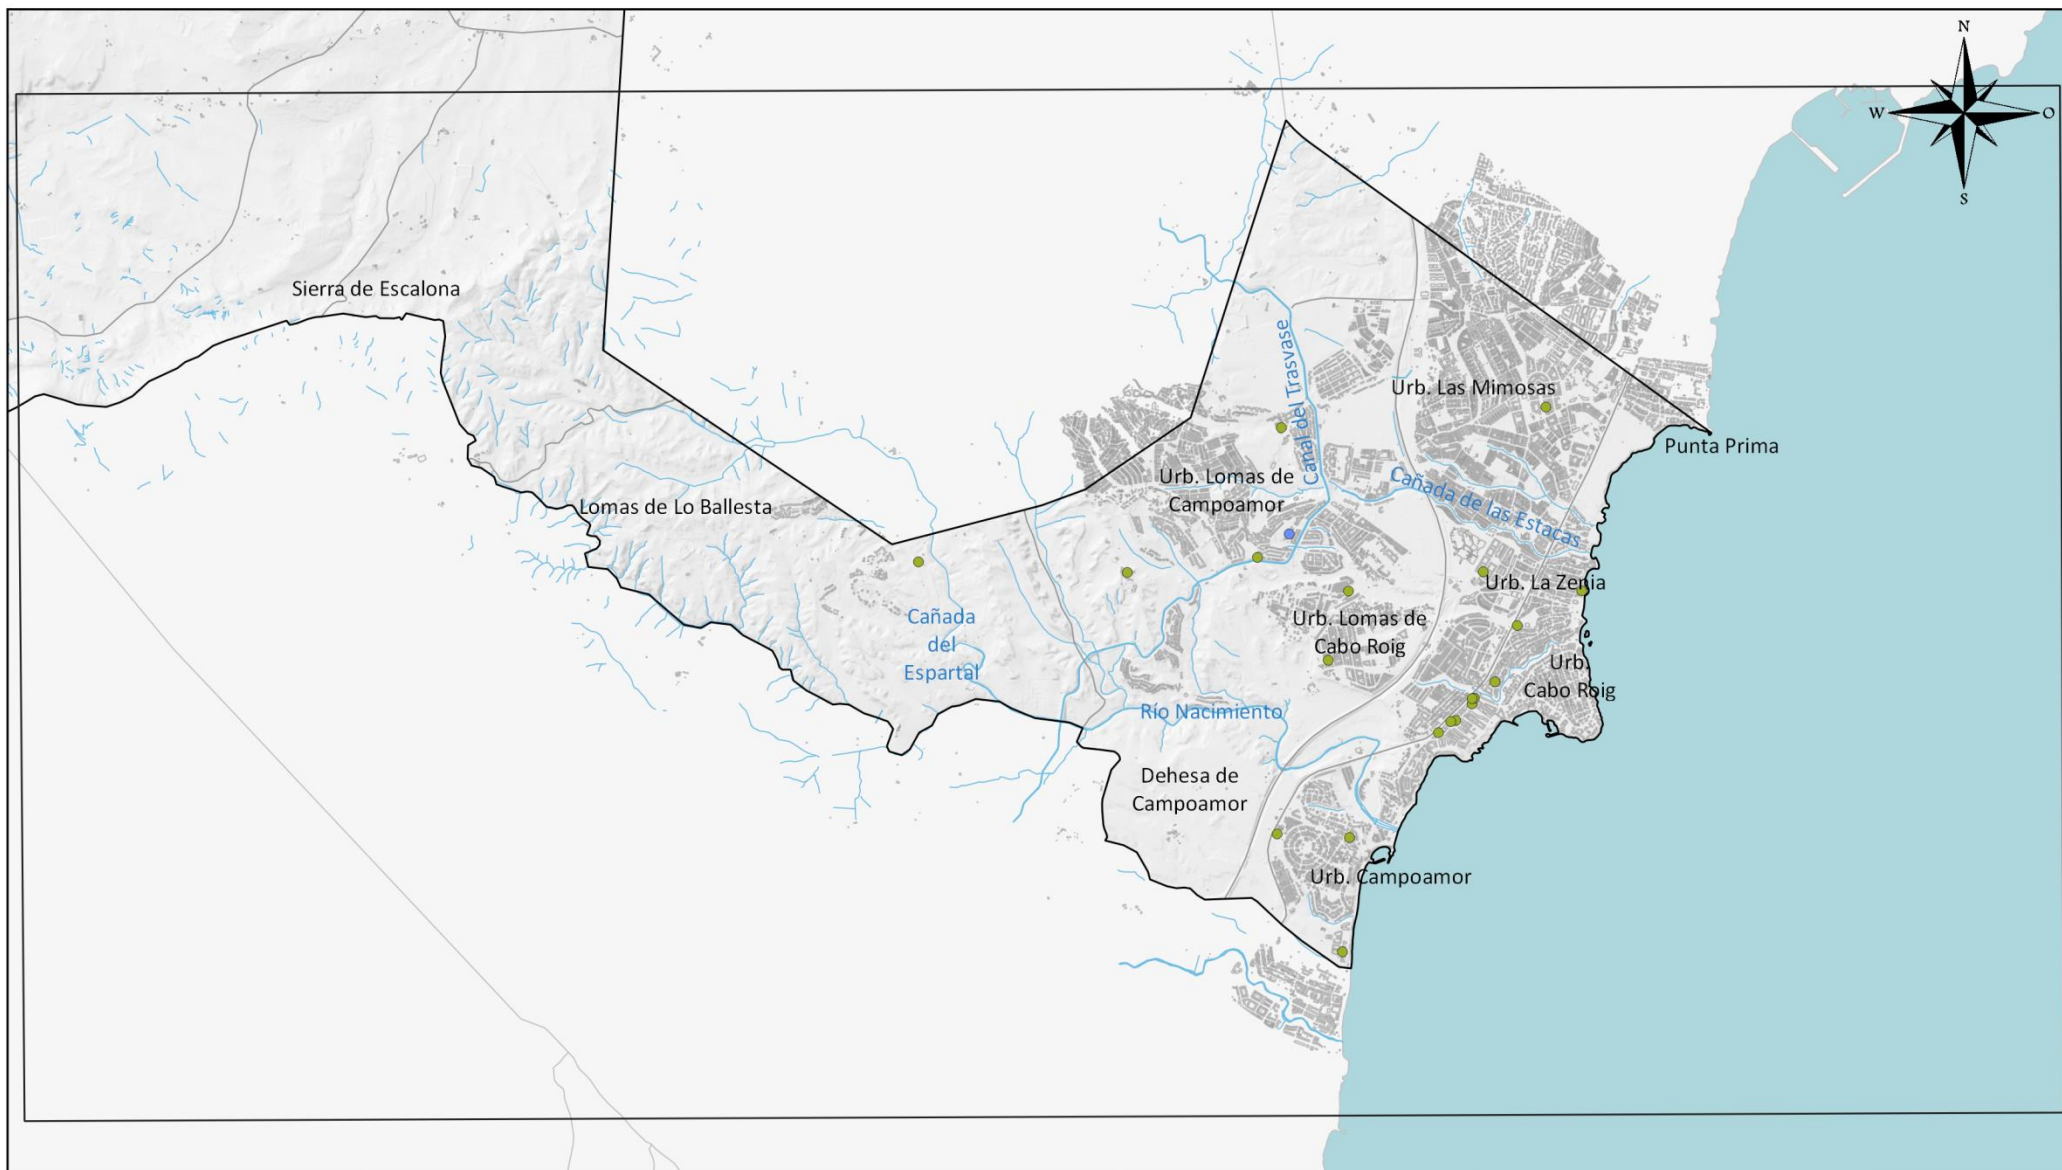 N
W
O
S
Sierra de Escalona
Canal del Trasvase
Urb. Las Mimosas
Punta Prima
Urb. Lomas de
Campoamor
Cañada de las Estacas
Lomas de Lo Ballesta
Urb. La Zenia
Cañada
del
Espartal
Urb. Lomas de
Cabo Roig
Urb.
Cabo Roig
Río Nacimiento
Dehesa de
Campoamor
Urb. Campoamor